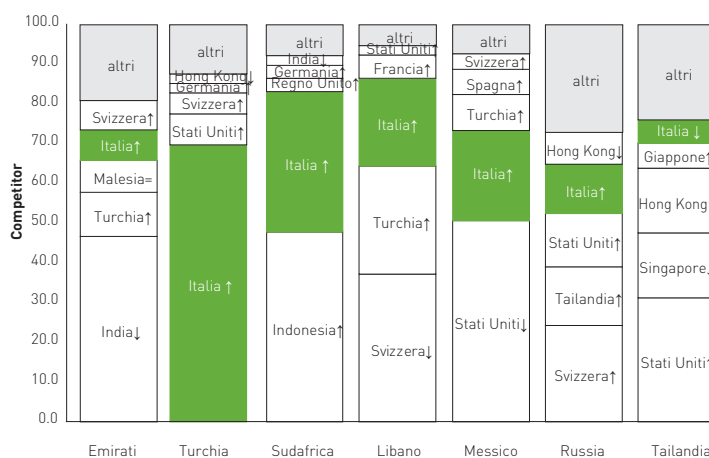 Competitor
100.0
90.0
80.0
70.0
60.0
50.0
40.0
30.0
20.0
10.0
0.0
altri
Svizzera↑
Italia↑
Malesia=
Turchia↑
India↓
Emirati
altri
Hong Kong↓
Germania↑
Svizzera↑
Stati Uniti↑
Italia ↑
Turchia
altri
India↓
Germania↑
Regno Unito↑
Italia ↑
Indonesia↑
Sudafrica
altri
Stati Uniti↑
Francia↑
Italia↑
Turchia↑
Svizzera↓
Libano
altri
Svizzera↑
Spagna↑
Turchia↑
Italia↑
Stati Uniti↓
Messico
altri
Hong Kong↓
Italia↑
Stati Uniti↑
Tailandia↑
Svizzera↑
Russia
altri
Italia ↓
Giappone↑
Hong Kong
Singapore↓
Stati Uniti↑
Tailandia